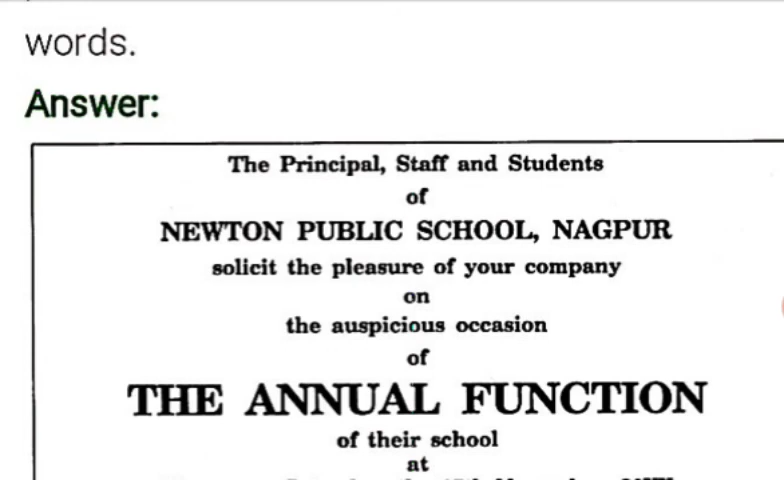 words.
Answer:
The Principal, Staff and Students
of
NEWTON PUBLIC SCHOOL, NAGPUR
solicit the pleasure of your company
on
the auspicious occasion
of
THE ANNUAL FUNCTION
of their school
at